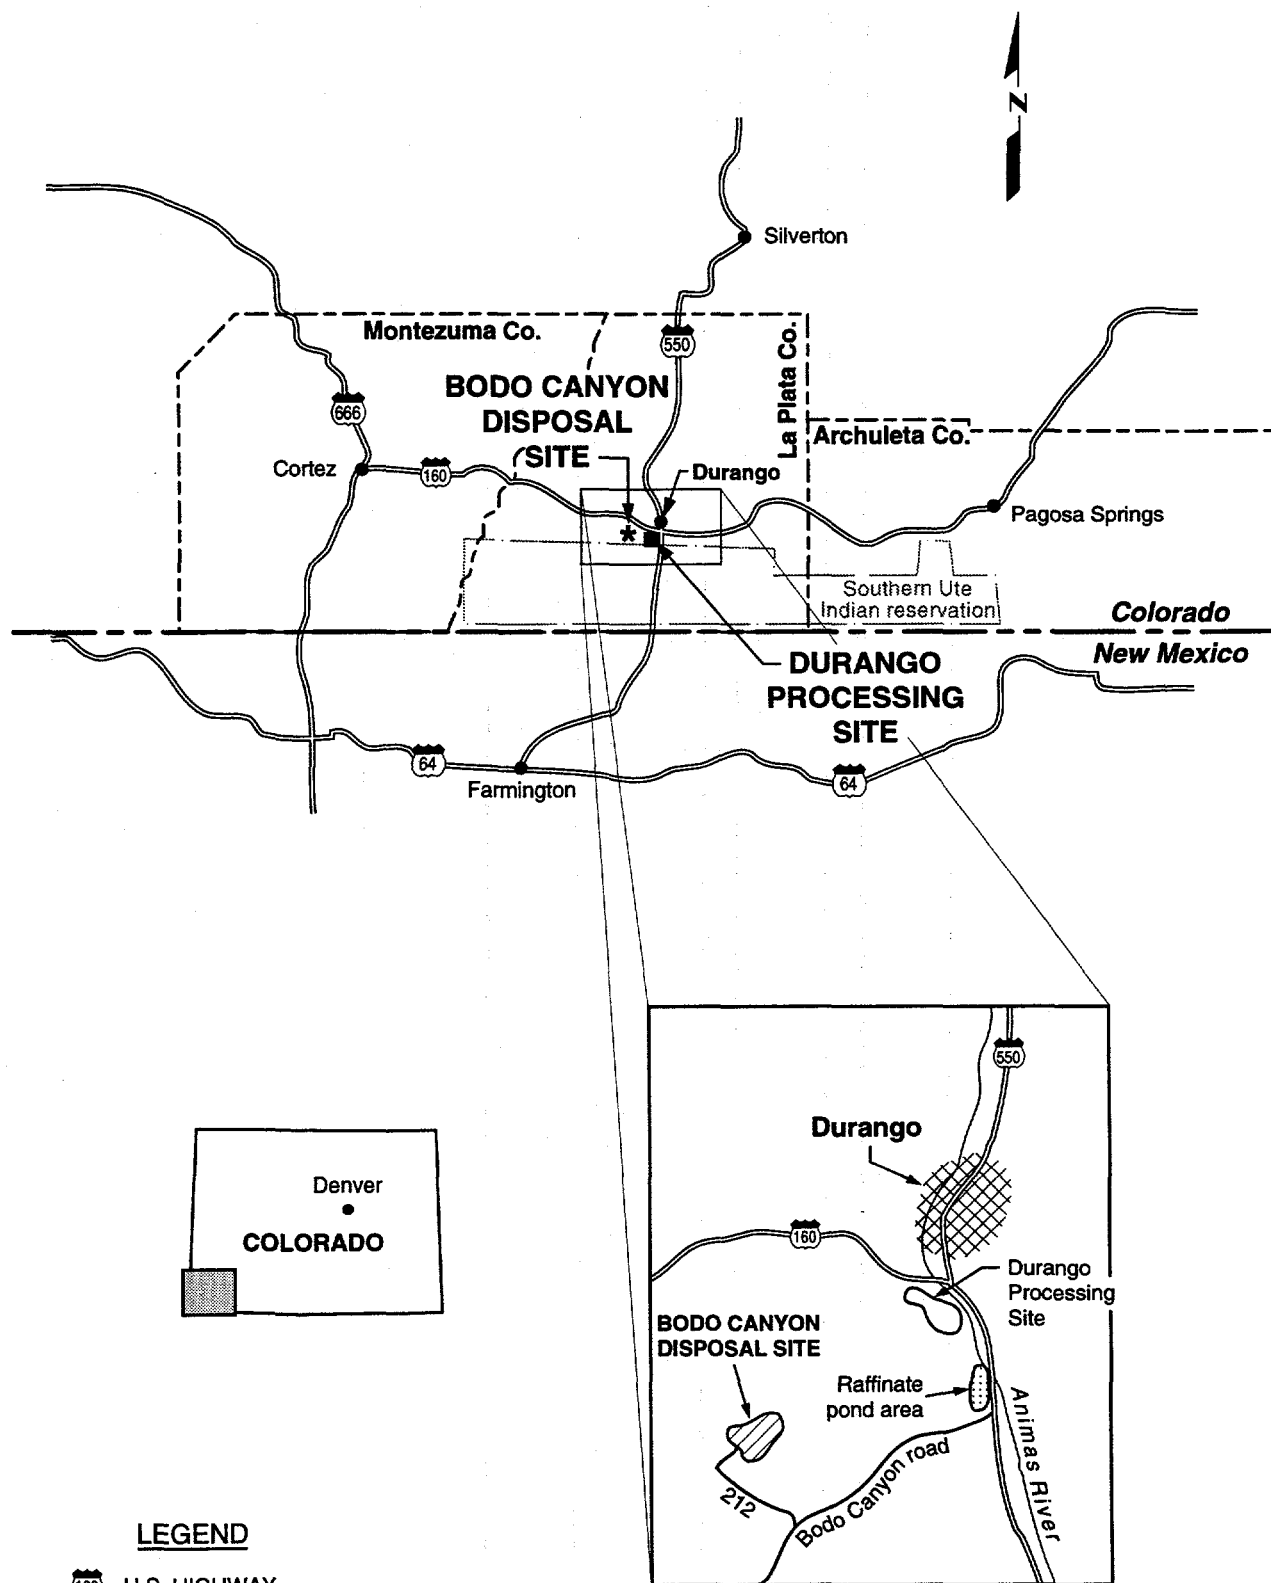 N
Silverton
Montezuma Co.
550
La Plata Co.
BODO CANYON
DISPOSAL
SITE
666
Archuleta Co.
Cortez
160
Durango
Pagosa Springs
Southern Ute
Indian reservation
Colorado
New Mexico
DURANGO
PROCESSING
SITE
64
64
Farmington
550
Durango
160
Durango
Processing
Site
BODO CANYON
DISPOSAL SITE
Raffinate
pond area
Animas River
212
Bodo Canyon road
Denver
COLORADO
LEGEND
160 U.S. HIGHWAY